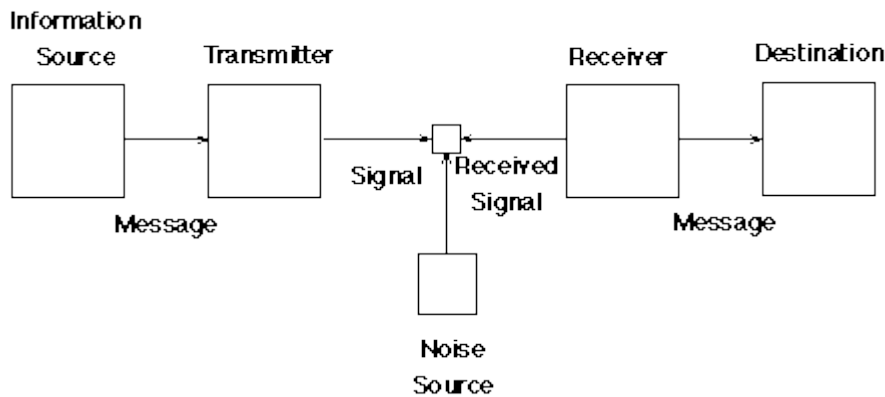 Information
Source
Transmitter
Receiver
Destination
Signal
Received
Signal
Message
Message
Noise
Source